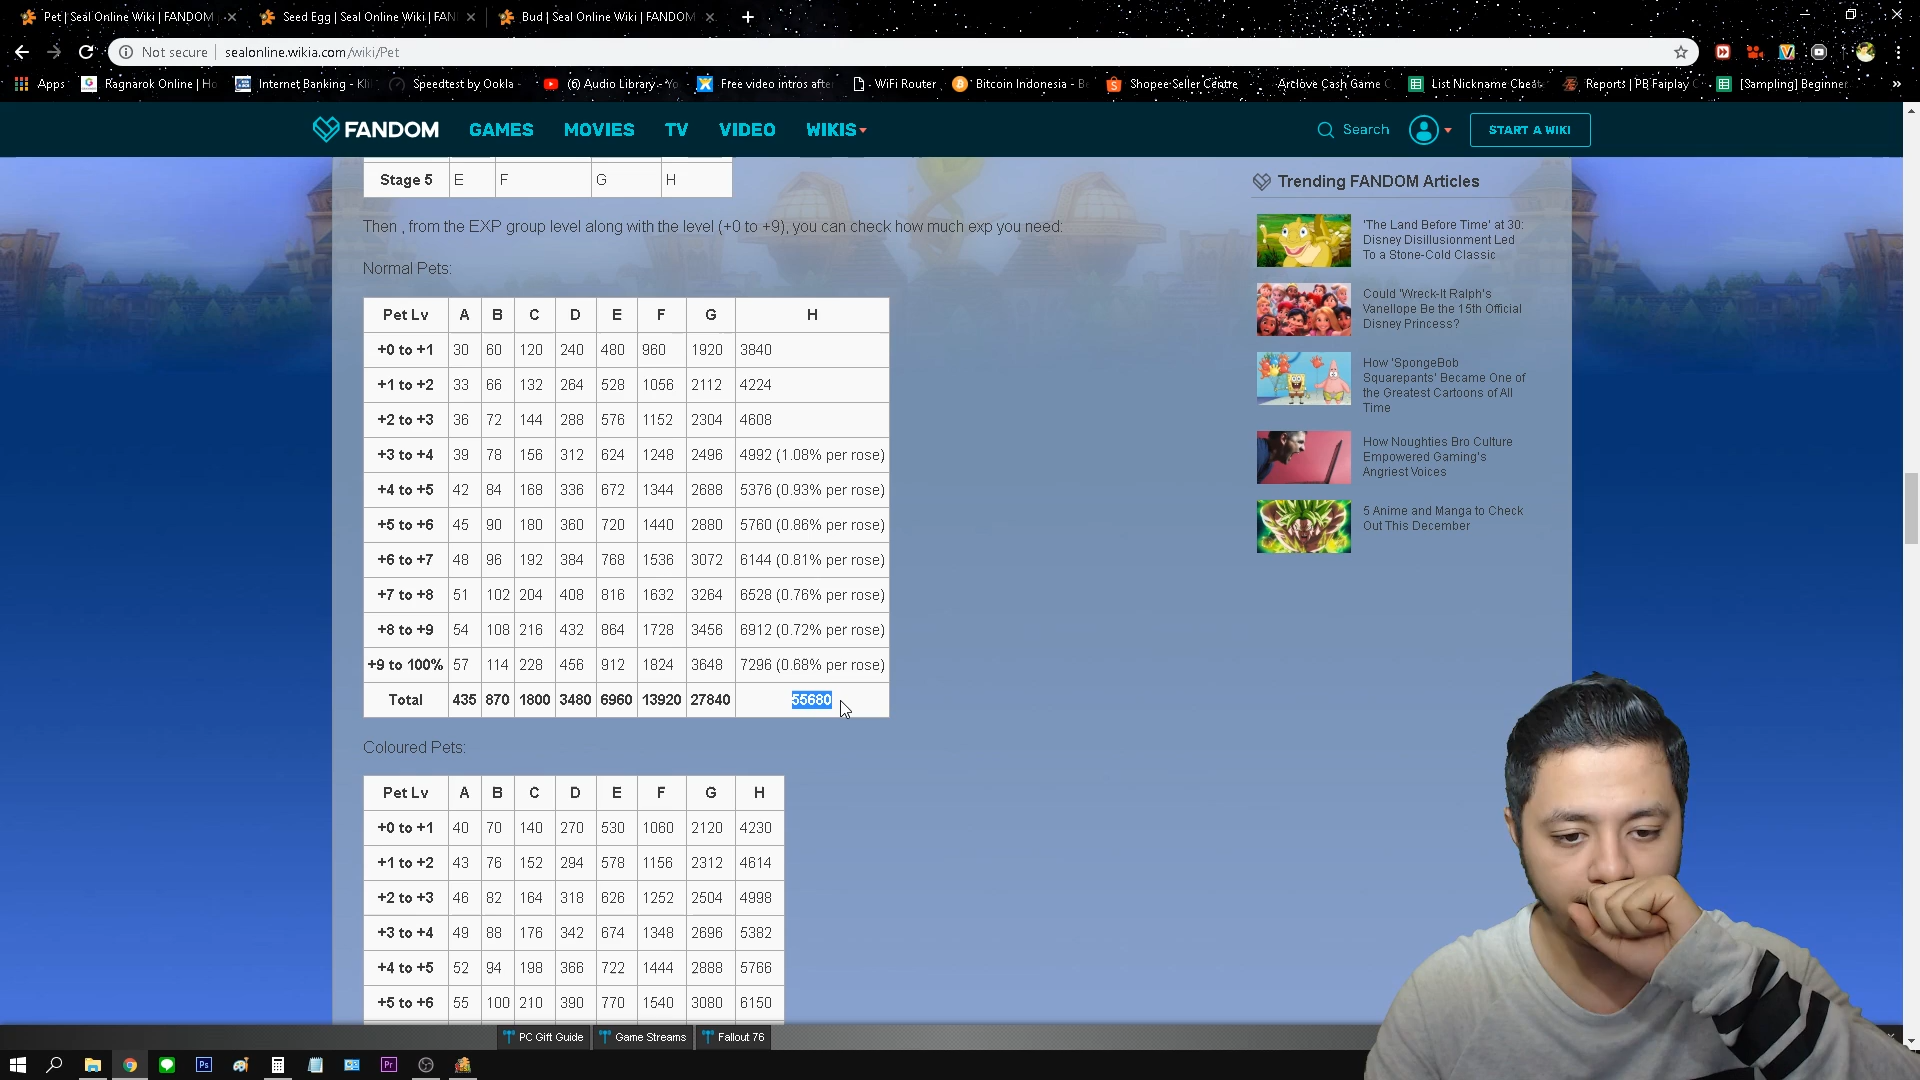 Pet | Seal Online Wiki | FANDOM
Seed Egg | Seal Online Wiki | FAN
Bud | Seal Online Wiki | FANDOM
Not secure | sealonline.wikia.com/wiki/Pet
Apps
Ragnarok Online | Ho
Internet Banking - Kli
Speedtest by Ookla -
(6) Audio Library - Yo
Free video intros afte
WiFi Router
Bitcoin Indonesia - Be
Shopee Seller Centre
Arctove Cash Game C
List Nickname Cheat
Reports | PB Fairplay
[Sampling] Beginner
»
FANDOM
GAMES
MOVIES
TV
VIDEO
WIKIS
Search
START A WIKI
Stage 5 E F G H
Then , from the EXP group level along with the level (+0 to +9), you can check how much exp you need:
Normal Pets:
Pet Lv A B C D E F G H
+0 to +1 30 60 120 240 480 960 1920 3840
+1 to +2 33 66 132 264 528 1056 2112 4224
+2 to +3 36 72 144 288 576 1152 2304 4608
+3 to +4 39 78 156 312 624 1248 2496 4992 (1.08% per rose)
+4 to +5 42 84 168 336 672 1344 2688 5376 (0.93% per rose)
+5 to +6 45 90 180 360 720 1440 2880 5760 (0.86% per rose)
+6 to +7 48 96 192 384 768 1536 3072 6144 (0.81% per rose)
+7 to +8 51 102 204 408 816 1632 3264 6528 (0.76% per rose)
+8 to +9 54 108 216 432 864 1728 3456 6912 (0.72% per rose)
+9 to 100% 57 114 228 456 912 1824 3648 7296 (0.68% per rose)
Total 435 870 1800 3480 6960 13920 27840 55680
Coloured Pets:
Pet Lv A B C D E F G H
+0 to +1 40 70 140 270 530 1060 2120 4230
+1 to +2 43 76 152 294 578 1156 2312 4614
+2 to +3 46 82 164 318 626 1252 2504 4998
+3 to +4 49 88 176 342 674 1348 2696 5382
+4 to +5 52 94 198 366 722 1444 2888 5766
+5 to +6 55 100 210 390 770 1540 3080 6150
Trending FANDOM Articles
'The Land Before Time' at 30:
Disney Disillusionment Led
To a Stone-Cold Classic
Could 'Wreck-It Ralph's
Vanellope Be the 15th Official
Disney Princess?
How 'SpongeBob
Squarepants' Became One of
the Greatest Cartoons of All
Time
How Noughties Bro Culture
Empowered Gaming's
Angriest Voices
5 Anime and Manga to Check
Out This December
PC Gift Guide
Game Streams
Fallout 76
Ps
Pr